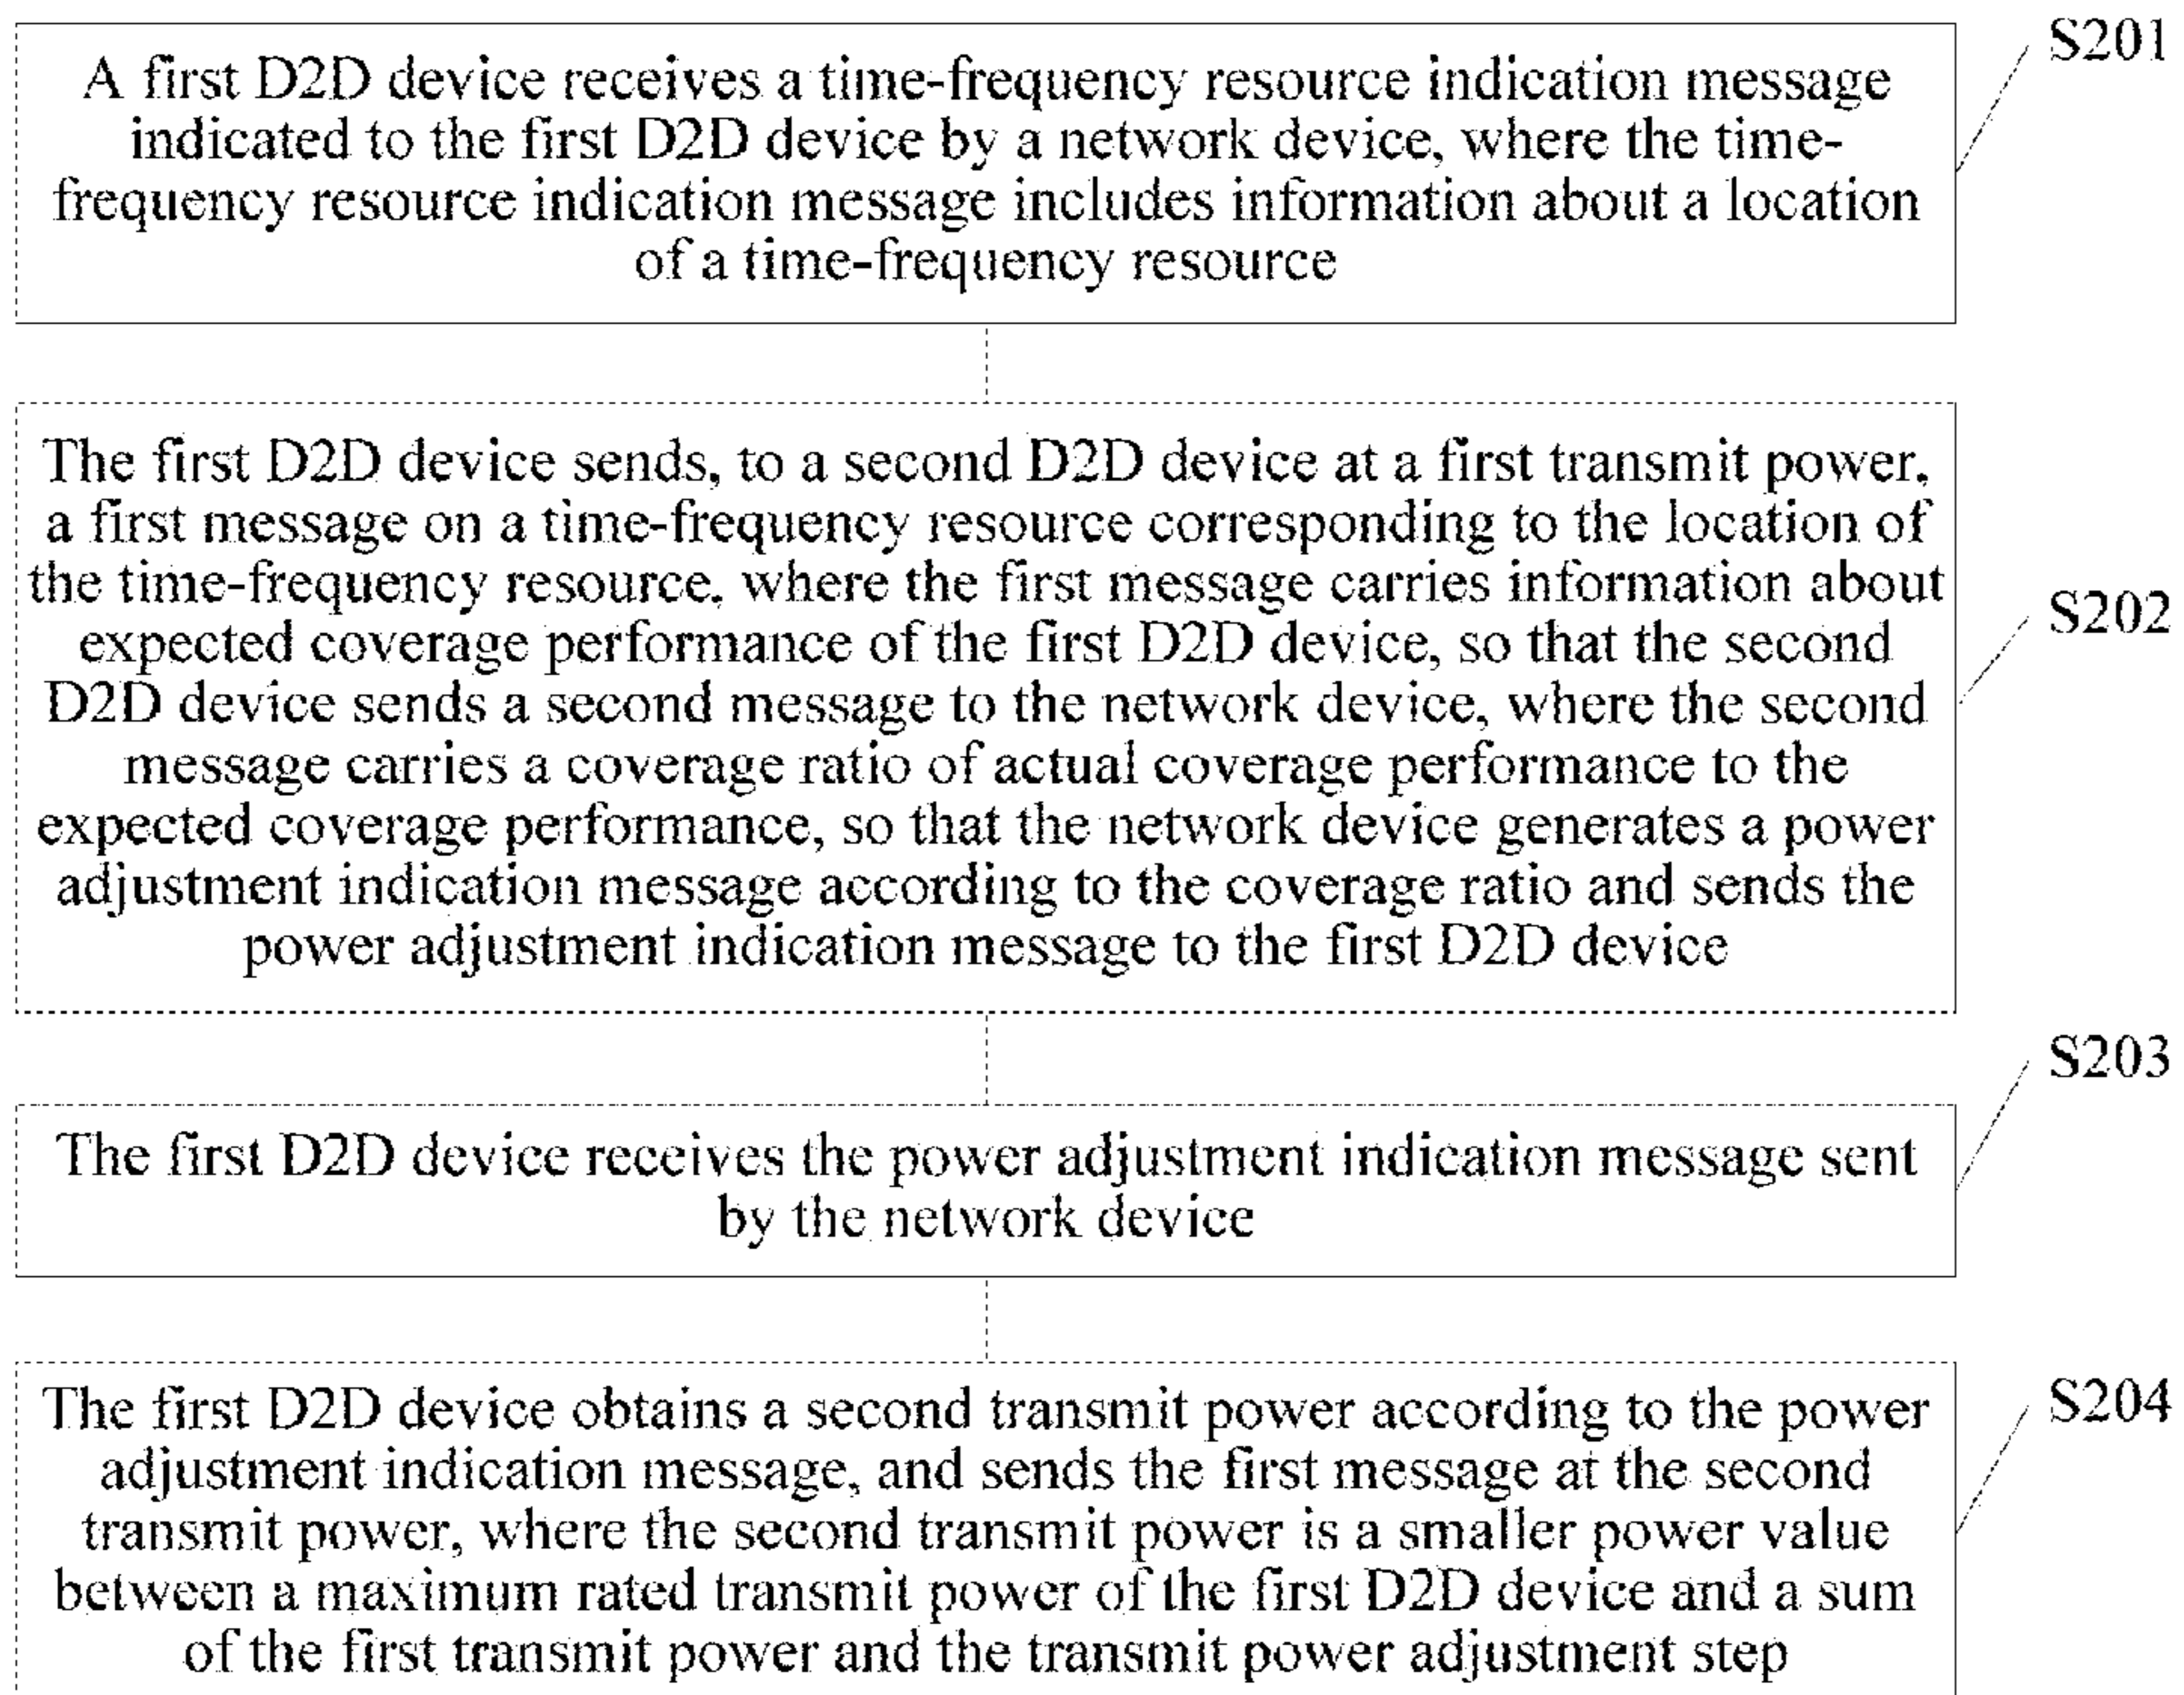 A first D2D device receives a time-frequency resource indication message
indicated to the first D2D device by a network device, where the time-
frequency resource indication message includes information about a location
of a time-frequency resource
S201
The first D2D device sends, to a second D2D device at a first transmit power,
a first message on a time-frequency resource corresponding to the location of
the time-frequency resource, where the first message carries information about
expected coverage performance of the first D2D device, so that the second
D2D device sends a second message to the network device, where the second
message carries a coverage ratio of actual coverage performance to the
expected coverage performance, so that the network device generates a power
adjustment indication message according to the coverage ratio and sends the
power adjustment indication message to the first D2D device
S202
The first D2D device receives the power adjustment indication message sent
by the network device
S203
The first D2D device obtains a second transmit power according to the power
adjustment indication message, and sends the first message at the second
transmit power, where the second transmit power is a smaller power value
between a maximum rated transmit power of the first D2D device and a sum
of the first transmit power and the transmit power adjustment step
S204